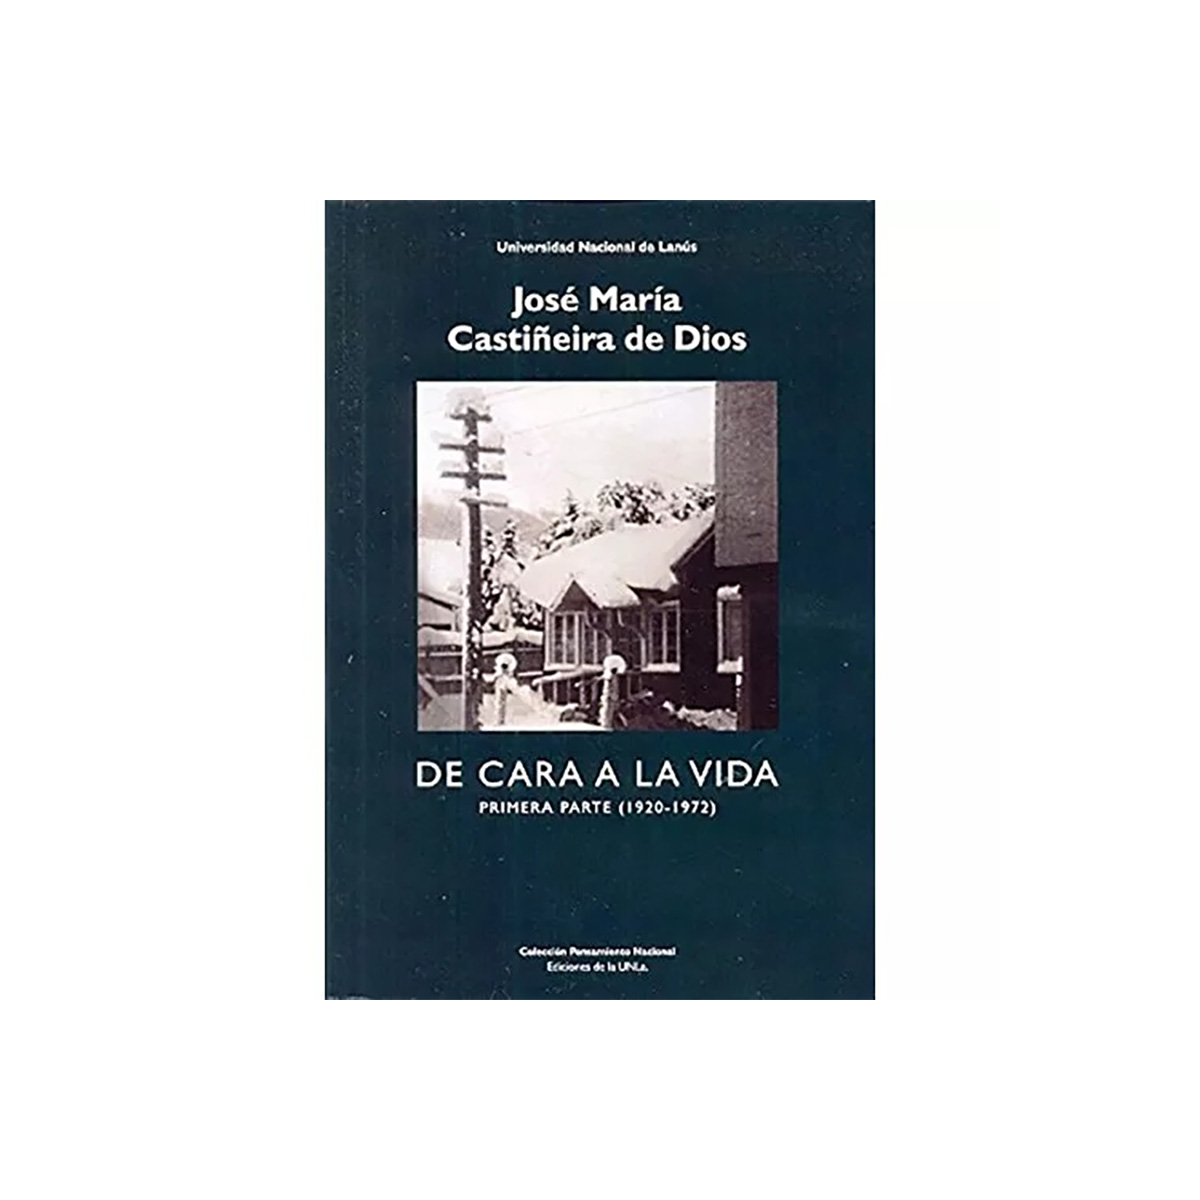 Universidad Nacional de Lanús
José María
Castiñeira de Dios
DE CARA A LA VIDA
PRIMERA PARTE (1920-1972)
Colección Pensamiento Nacional
Ediciones de la UNLa.